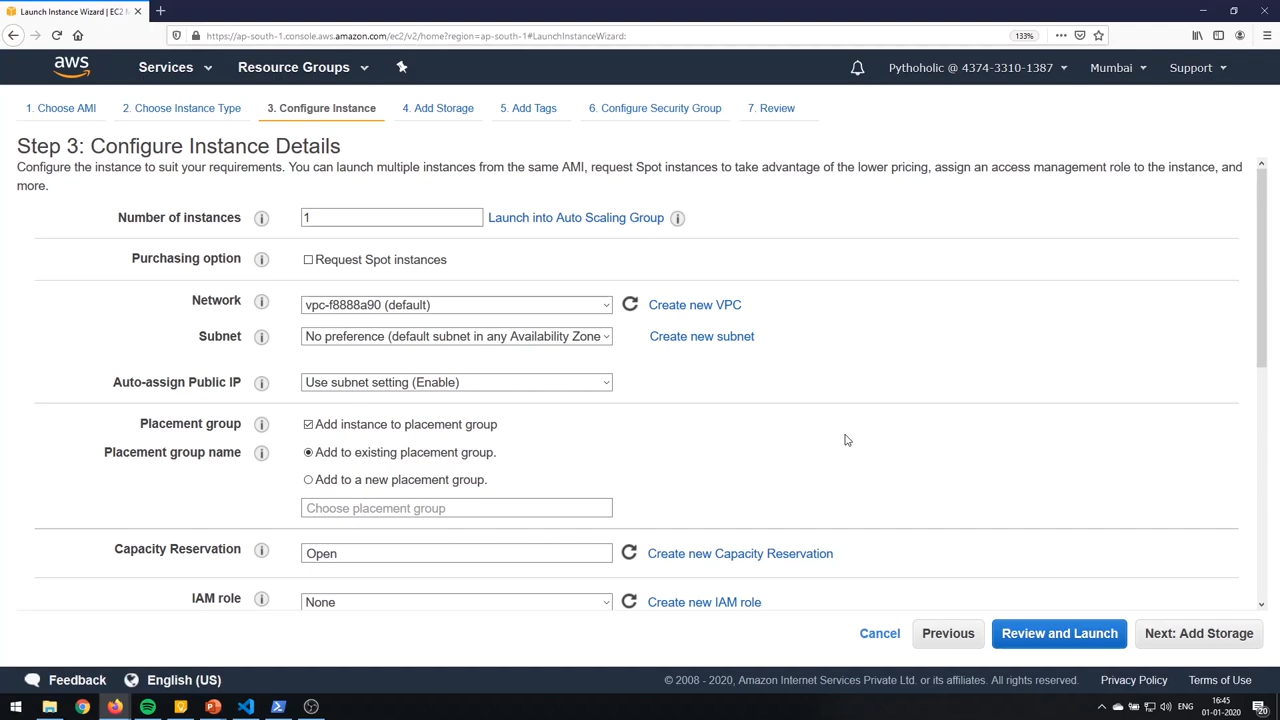 Launch Instance Wizard | EC2 M
https://ap-south-1.console.aws.amazon.com/ec2/v2/home?region=ap-south-1#LaunchInstanceWizard:
133%
aws
Services
Resource Groups
Pythoholic @ 4374-3310-1387
Mumbai
Support
1. Choose AMI
2. Choose Instance Type
3. Configure Instance
4. Add Storage
5. Add Tags
6. Configure Security Group
7. Review
Step 3: Configure Instance Details
Configure the instance to suit your requirements. You can launch multiple instances from the same AMI, request Spot instances to take advantage of the lower pricing, assign an access management role to the instance, and
more.
Number of instances
1
Launch into Auto Scaling Group
Purchasing option
Request Spot instances
Network
vpc-f8888a90 (default)
Create new VPC
Subnet
No preference (default subnet in any Availability Zone
Create new subnet
Auto-assign Public IP
Use subnet setting (Enable)
Placement group
Add instance to placement group
Placement group name
Add to existing placement group.
Add to a new placement group.
Choose placement group
Capacity Reservation
Open
Create new Capacity Reservation
IAM role
None
Create new IAM role
Cancel
Previous
Review and Launch
Next: Add Storage
Feedback
English (US)
© 2008 - 2020, Amazon Internet Services Private Ltd. or its affiliates. All rights reserved.
Privacy Policy
Terms of Use
ENG
16:45
01-01-2020
20